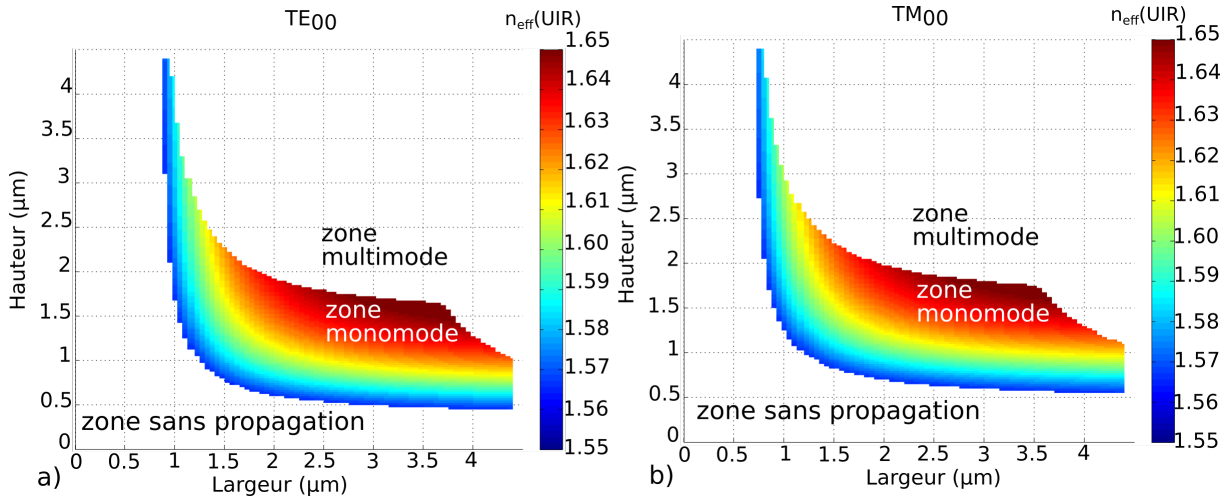 TE00
n_eff(UIR)
1.65
1.64
1.63
1.62
1.61
1.60
1.59
1.58
1.57
1.56
1.55
4
3.5
3
2.5
2
1.5
1
0.5
0
Hauteur (μm)
zone
multimode
zone
monomode
zone sans propagation
0 0.5 1 1.5 2 2.5 3 3.5 4
Largeur (μm)
a)
TM00
n_eff(UIR)
1.65
1.64
1.63
1.62
1.61
1.60
1.59
1.58
1.57
1.56
1.55
4
3.5
3
2.5
2
1.5
1
0.5
0
Hauteur (μm)
zone
multimode
zone
monomode
zone sans propagation
0 0.5 1 1.5 2 2.5 3 3.5 4
Largeur (μm)
b)